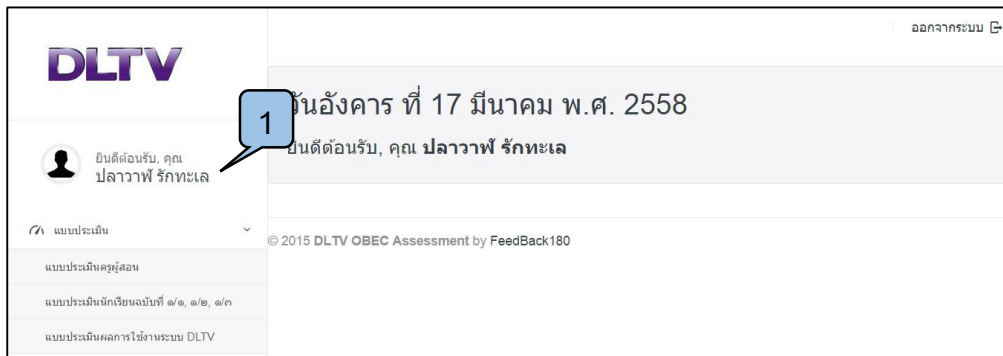 ออกจากระบบ
DLTV
วันอังคาร ที่ 17 มีนาคม พ.ศ. 2558
1
ยินดีต้อนรับ, คุณ ปลาวาฬ รักทะเล
ยินดีต้อนรับ, คุณ
ปลาวาฬ รักทะเล
แบบประเมิน
© 2015 DLTV OBEC Assessment by FeedBack180
แบบประเมินครูผู้สอน
แบบประเมินนักเรียนฉบับที่ ๑/๑, ๑/๒, ๑/๓
แบบประเมินผลการใช้งานระบบ DLTV